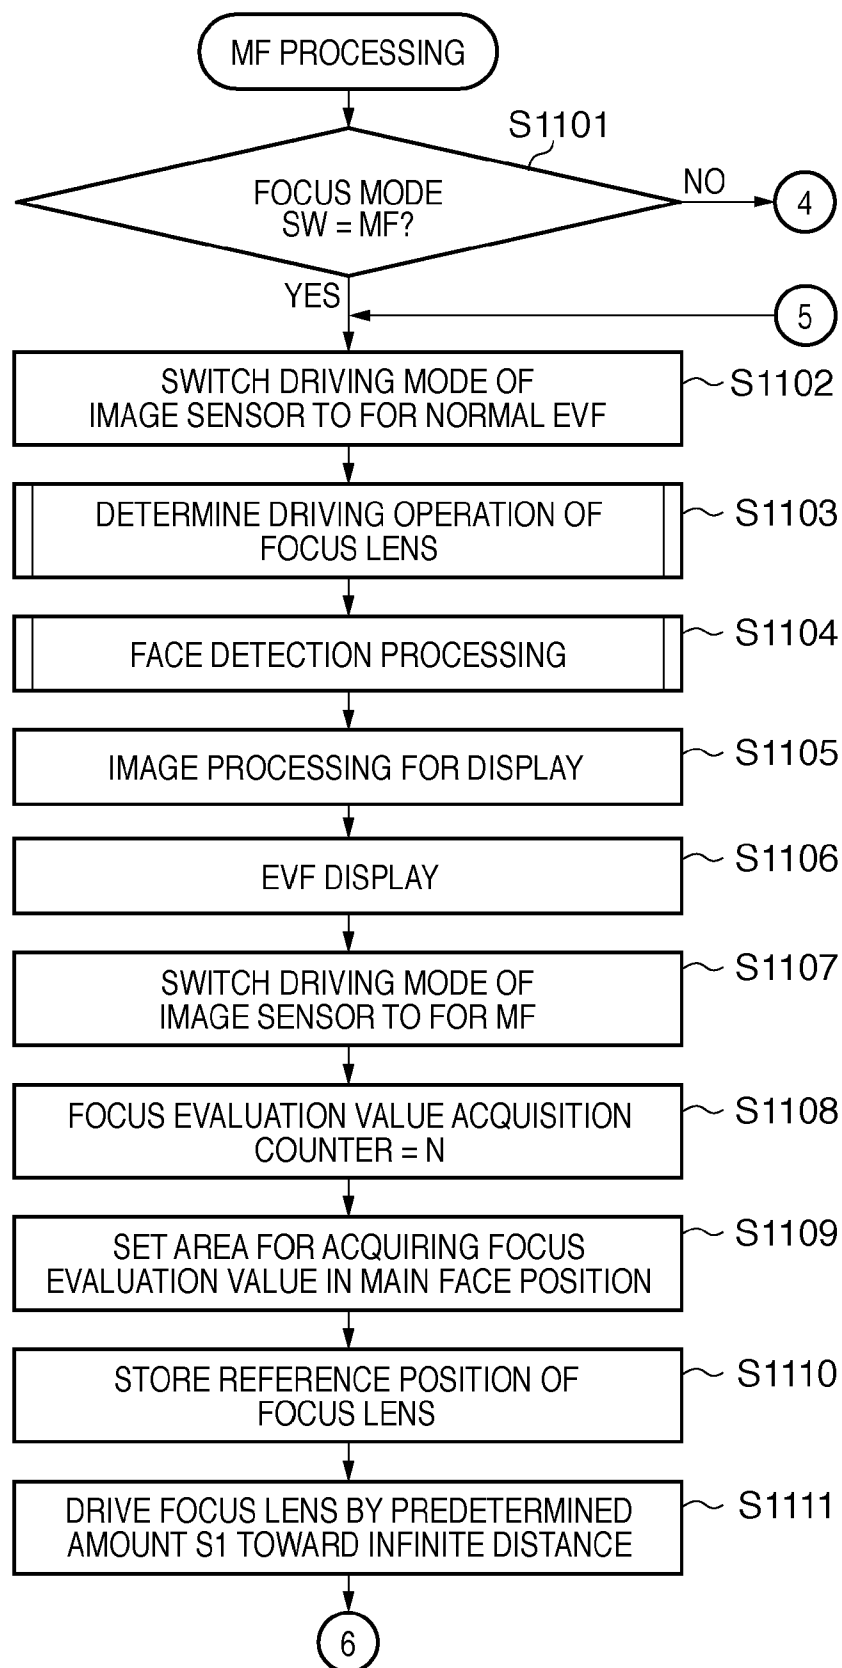 MF PROCESSING
S1101
FOCUS MODE
SW = MF?
NO
4
YES
5
SWITCH DRIVING MODE OF
IMAGE SENSOR TO FOR NORMAL EVF
S1102
DETERMINE DRIVING OPERATION OF
FOCUS LENS
S1103
FACE DETECTION PROCESSING
S1104
IMAGE PROCESSING FOR DISPLAY
S1105
EVF DISPLAY
S1106
SWITCH DRIVING MODE OF
IMAGE SENSOR TO FOR MF
S1107
FOCUS EVALUATION VALUE ACQUISITION
COUNTER = N
S1108
SET AREA FOR ACQUIRING FOCUS
EVALUATION VALUE IN MAIN FACE POSITION
S1109
STORE REFERENCE POSITION OF
FOCUS LENS
S1110
DRIVE FOCUS LENS BY PREDETERMINED
AMOUNT S1 TOWARD INFINITE DISTANCE
S1111
6